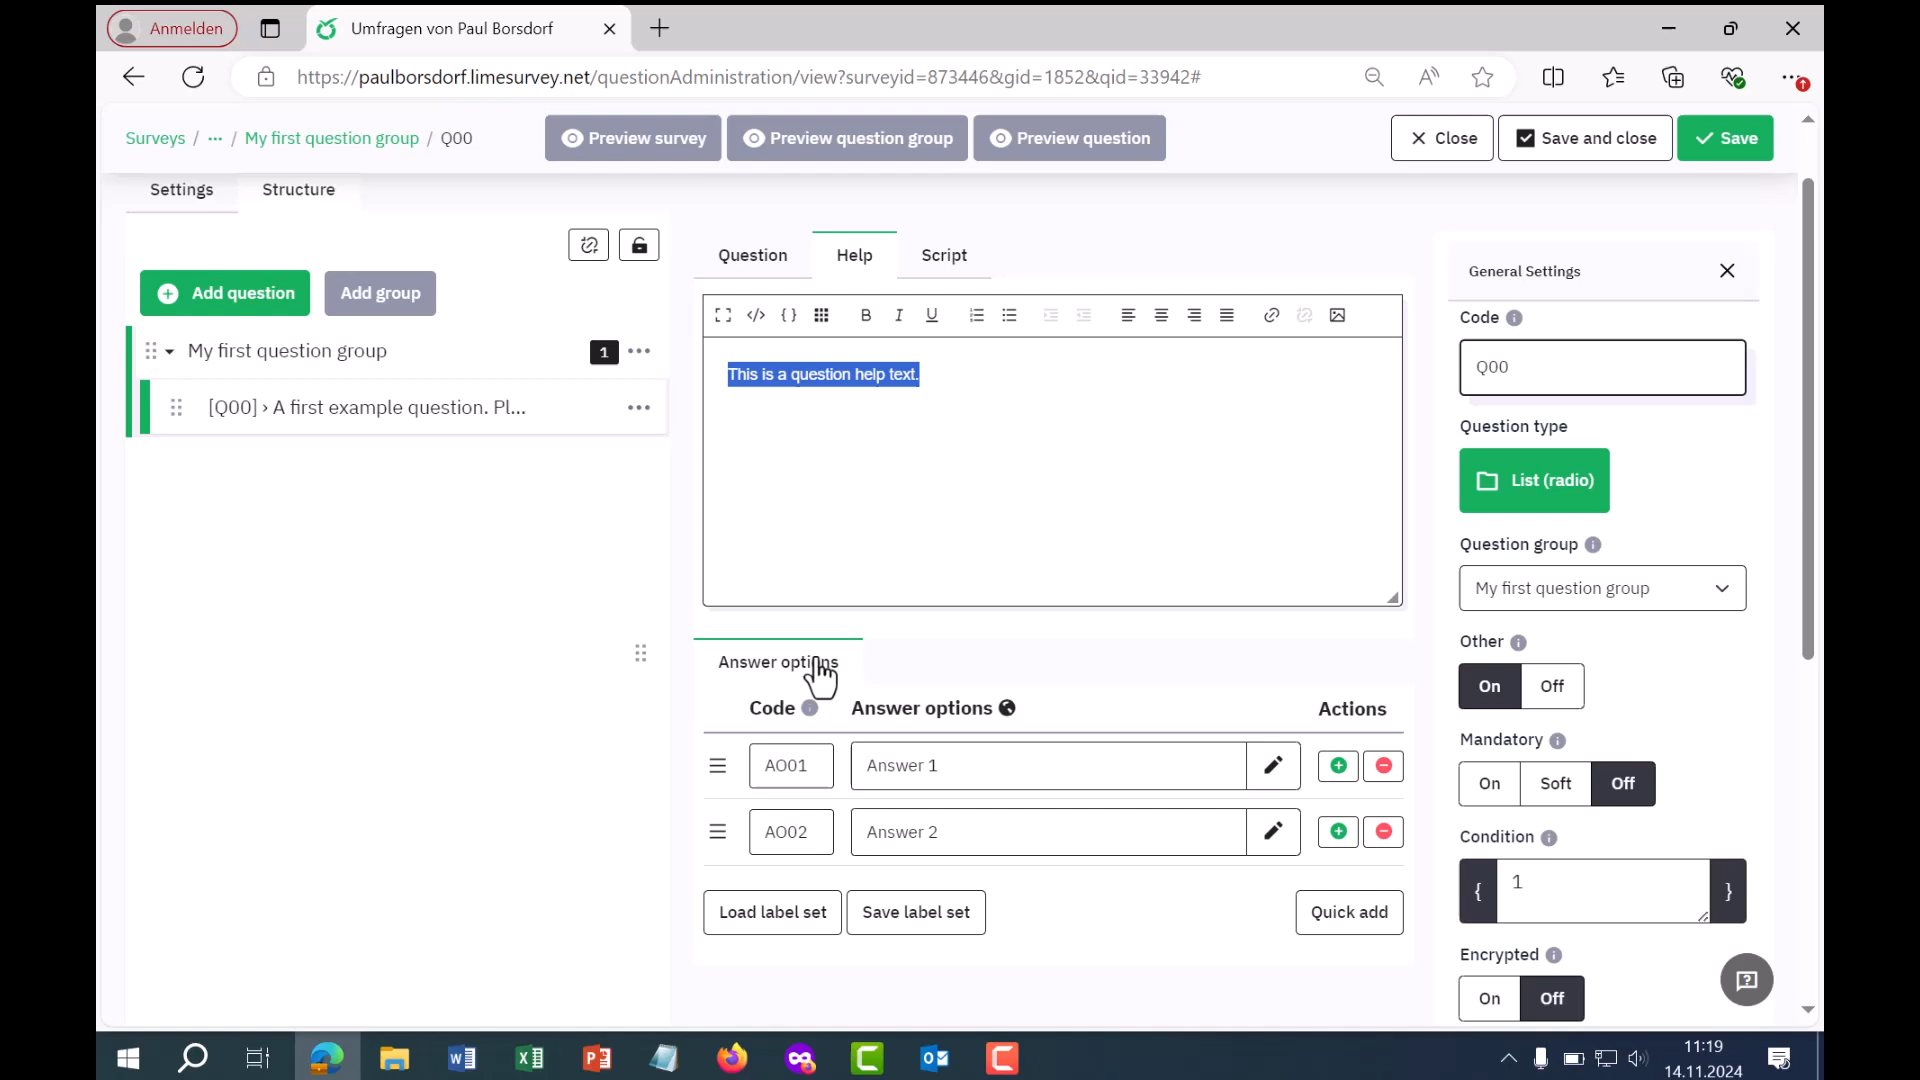 Anmelden
Umfragen von Paul Borsdorf
https://paulborsdorf.limesurvey.net/questionAdministration/view?surveyid=873446&gid=1852&qid=33942#
Surveys / ··· / My first question group / Q00
Preview survey
Preview question group
Preview question
Close
Save and close
Save
Settings
Structure
Add question
Add group
My first question group
1
[Q00] › A first example question. Pl...
Question
Help
Script
This is a question help text.
Answer options
Code
Answer options
Actions
AO01
Answer 1
AO02
Answer 2
Load label set
Save label set
Quick add
General Settings
Code
Q00
Question type
List (radio)
Question group
My first question group
Other
On
Off
Mandatory
On
Soft
Off
Condition
{
1
}
Encrypted
On
Off
11:19
14.11.2024